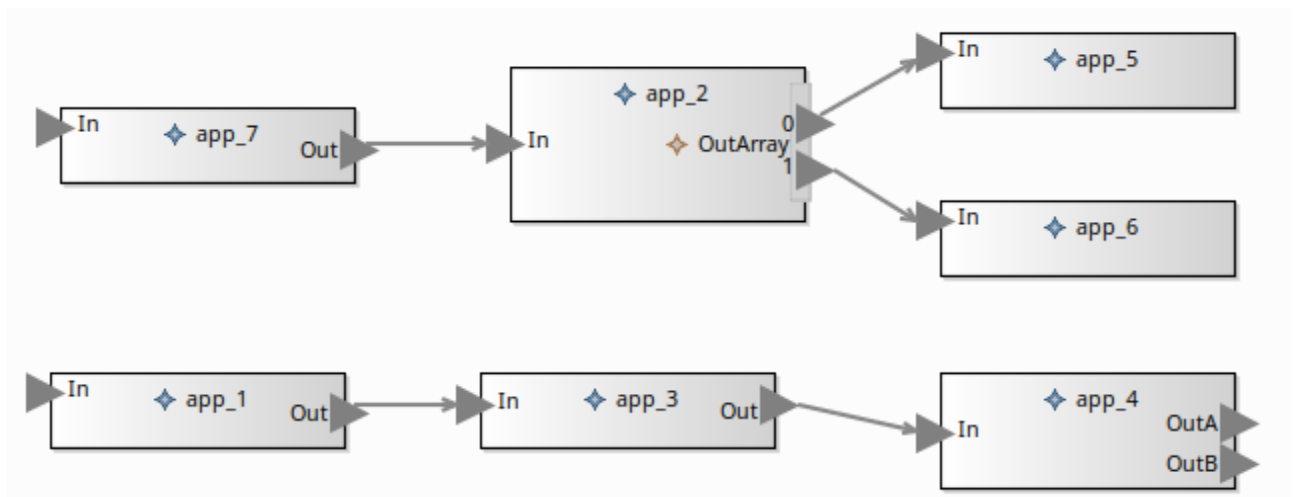 In
app_7
Out
In
app_2
0
OutArray
1
In
app_5
In
app_6
In
app_1
Out
In
app_3
Out
In
app_4
OutA
OutB